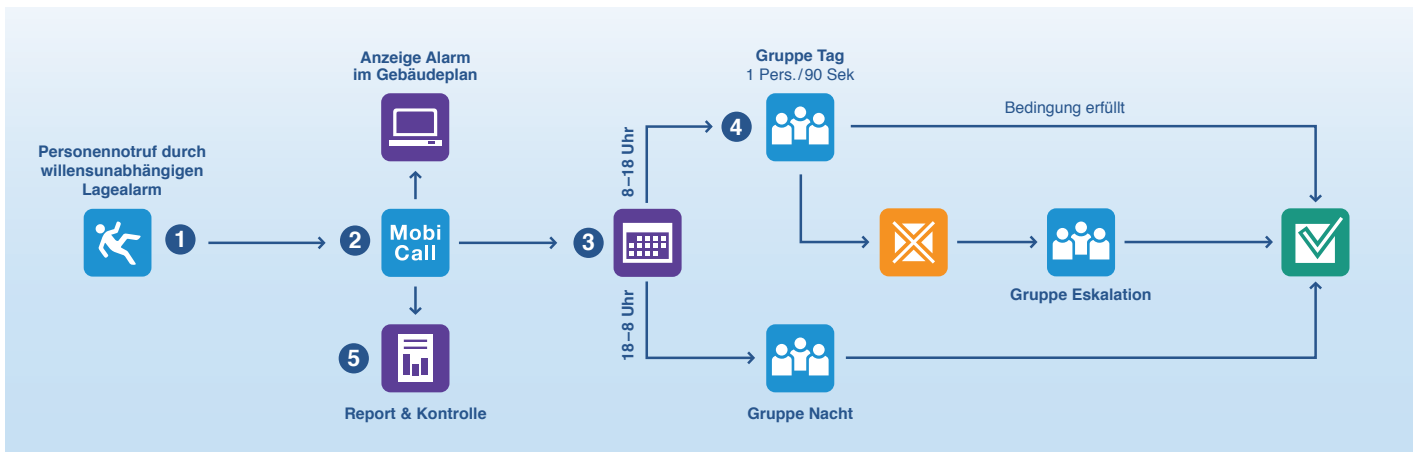 Personennotruf durch
willensunabhängigen
Lagealarm
1
Anzeige Alarm
im Gebäudeplan
2
Mobi
Call
5
Report & Kontrolle
3
8–18 Uhr
18–8 Uhr
Gruppe Tag
1 Pers./90 Sek
4
Bedingung erfüllt
Gruppe Eskalation
Gruppe Nacht